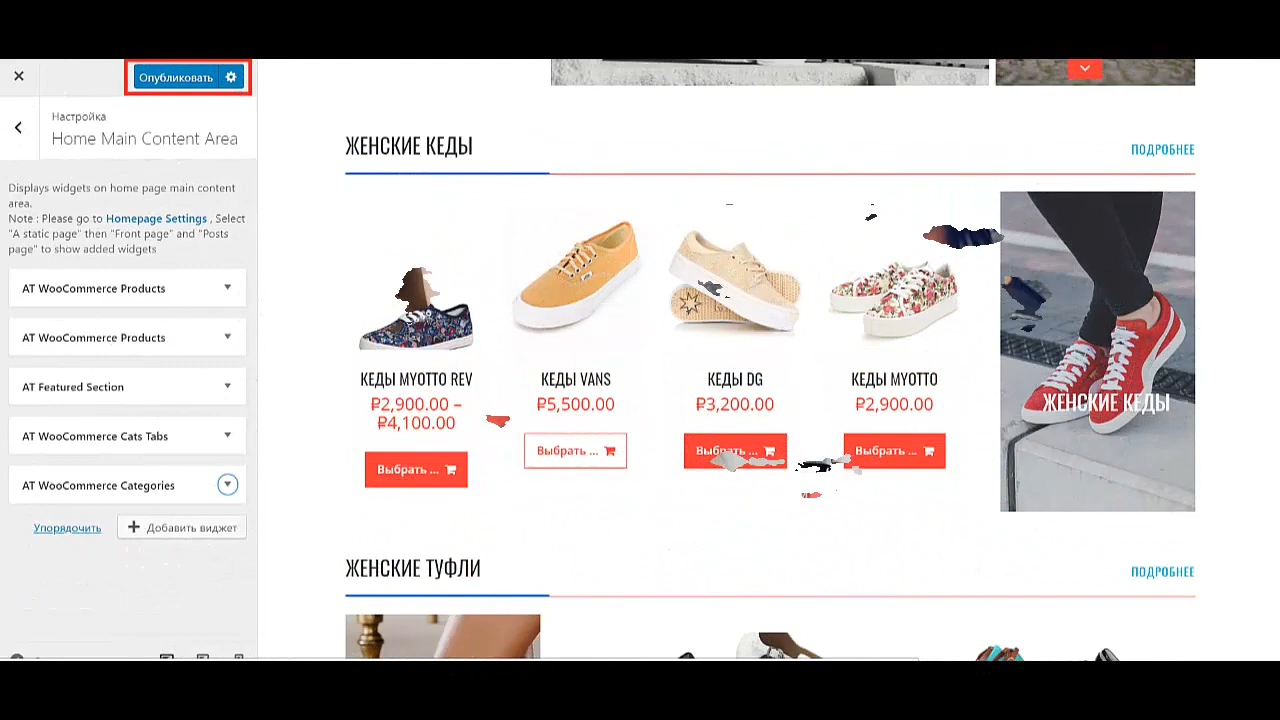 Опубликовать
Настройка
Home Main Content Area
Displays widgets on home page main content
area.
Note : Please go to Homepage Settings , Select
"A static page" then "Front page" and "Posts
page" to show added widgets
AT WooCommerce Products
AT WooCommerce Products
AT Featured Section
AT WooCommerce Cats Tabs
AT WooCommerce Categories
Упорядочить
Добавить виджет
ЖЕНСКИЕ КЕДЫ
ПОДРОБНЕЕ
КЕДЫ MYOTTO REV
₽2,900.00 –
₽4,100.00
Выбрать ...
КЕДЫ VANS
₽5,500.00
Выбрать ...
КЕДЫ DG
₽3,200.00
Выбрать ...
КЕДЫ MYOTTO
₽2,900.00
Выбрать ...
ЖЕНСКИЕ КЕДЫ
ЖЕНСКИЕ ТУФЛИ
ПОДРОБНЕЕ